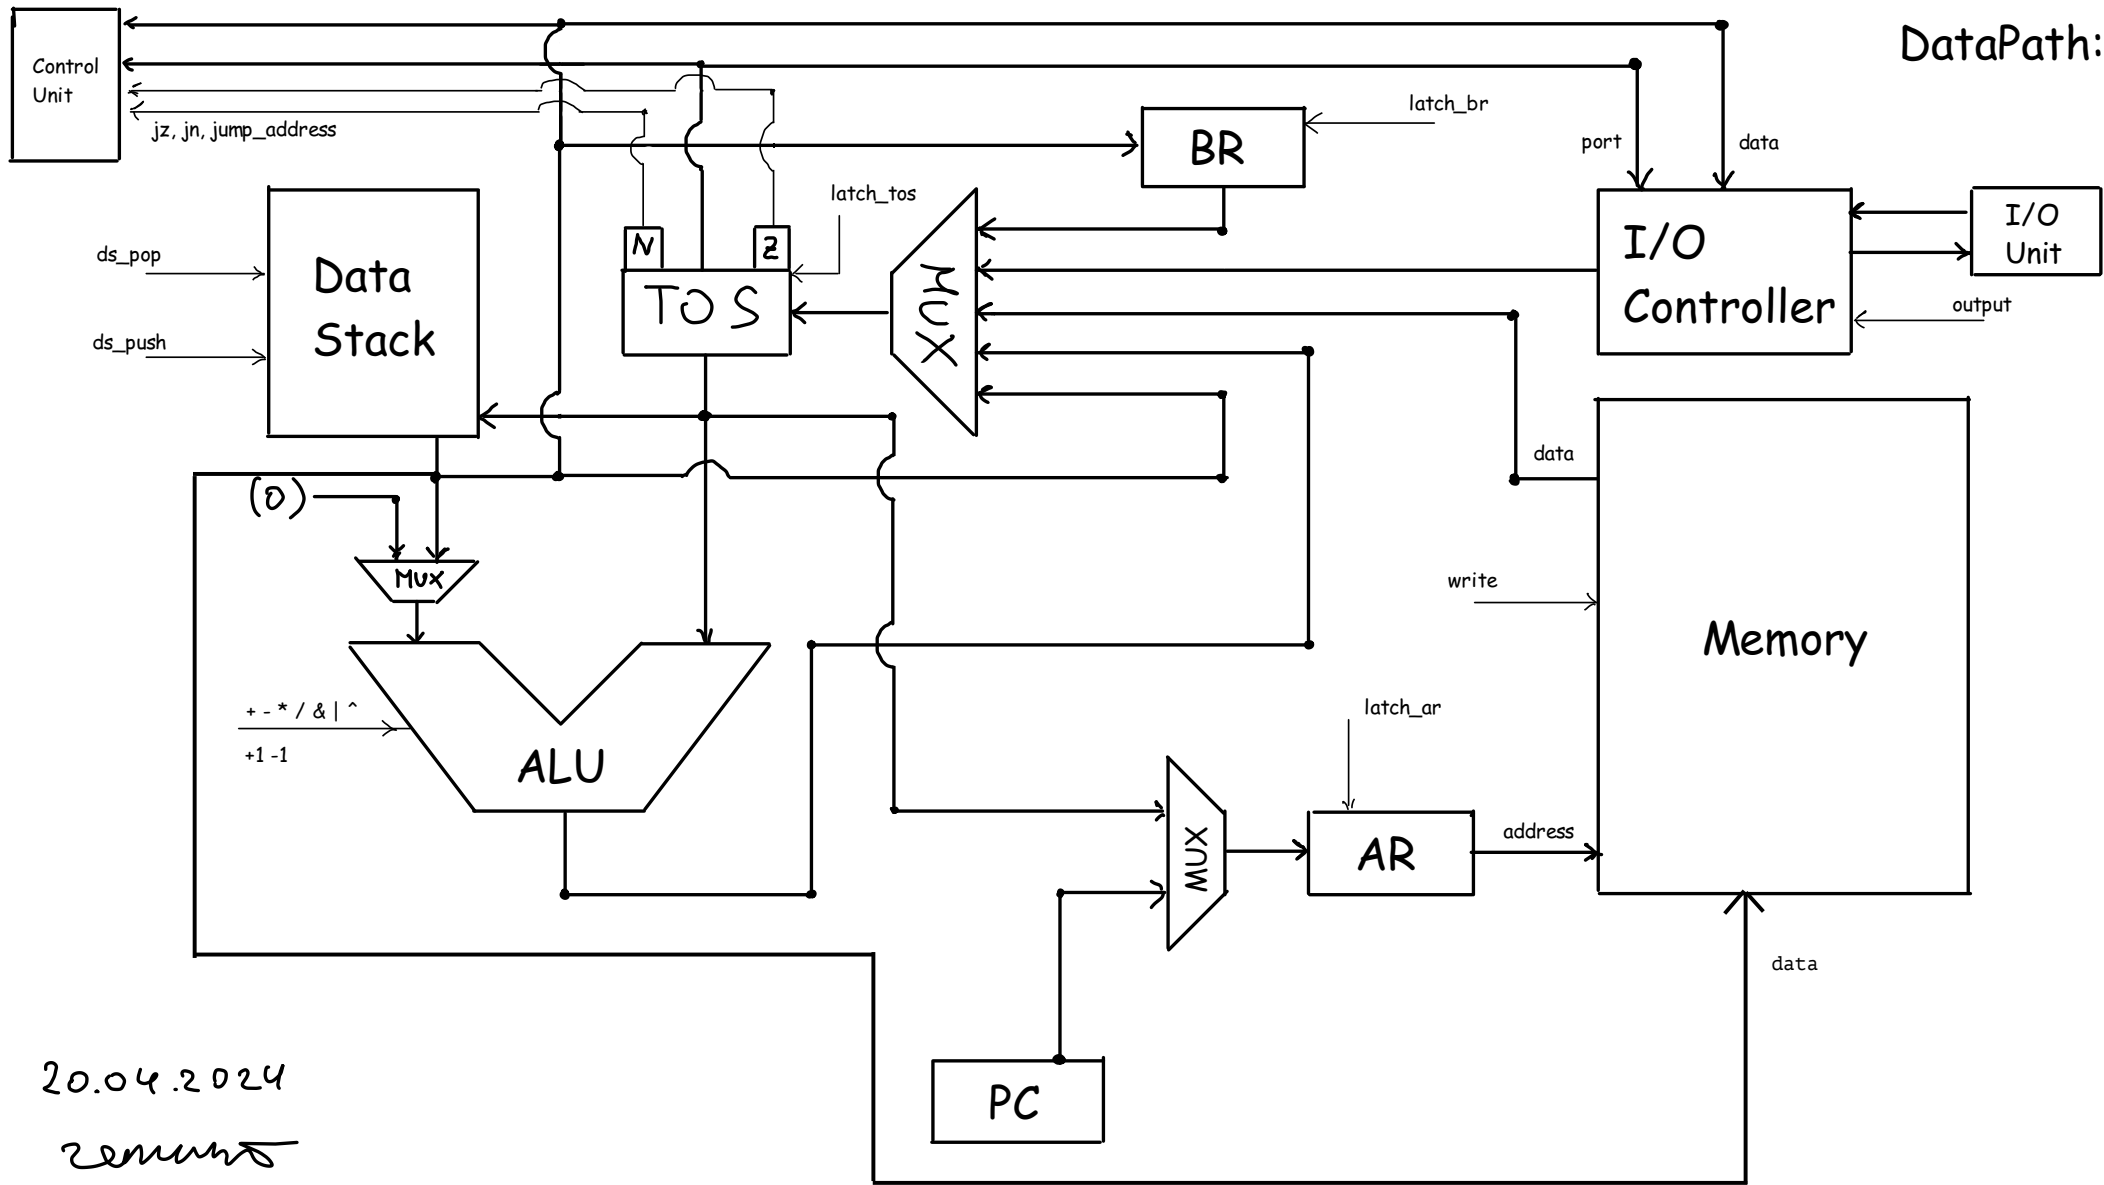 DataPath:
Control
Unit
jz, jn, jump_address
latch_br
BR
port
data
latch_tos
I/O
Unit
N
Z
ds_pop
Data
Stack
ds_push
TOS
MUX
I/O
Controller
output
data
(0)
MUX
write
Memory
+ - * / & | ^
+1 -1
ALU
latch_ar
MUX
AR
address
data
PC
20.04.2024